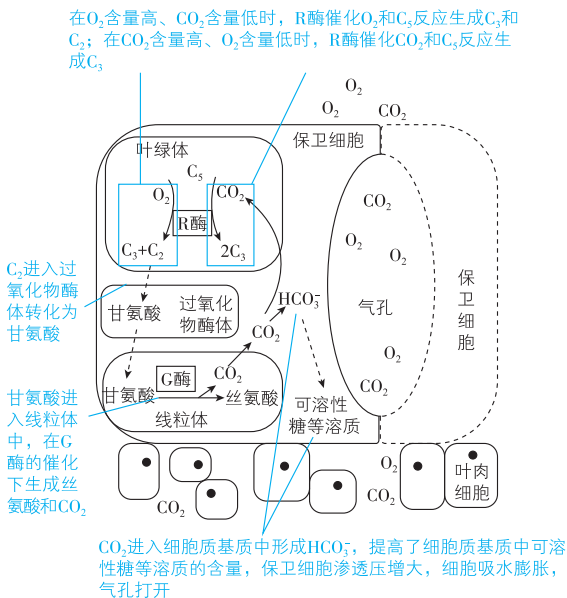 在O₂含量高、CO₂含量低时，R酶催化O₂和C₅反应生成C₃和
C₂；在CO₂含量高、O₂含量低时，R酶催化CO₂和C₅反应生
成C₃
O₂
O₂
CO₂
保卫细胞
叶绿体
C₅
O₂
CO₂
R酶
C₃+C₂
2C₃
CO₂
O₂
O₂
气孔
O₂
CO₂
保卫细胞
C₂进入过
氧化物酶
体转化为
甘氨酸
甘氨酸
过氧化
物酶体
HCO₃⁻
CO₂
CO₂
G酶
甘氨酸
丝氨酸
线粒体
可溶性
糖等溶质
甘氨酸进
入线粒体
中，在G
酶的催化
下生成丝
氨酸和CO₂
CO₂
O₂
CO₂
叶肉
细胞
CO₂进入细胞质基质中形成HCO₃⁻，提高了细胞质基质中可溶
性糖等溶质的含量，保卫细胞渗透压增大，细胞吸水膨胀，
气孔打开